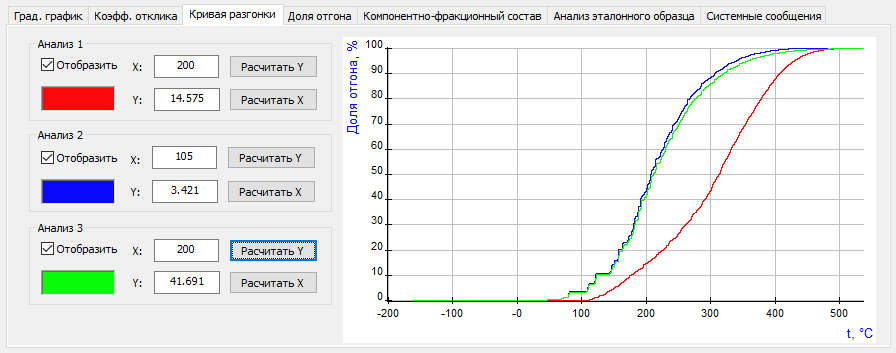 Град. график Коэфф. отклика Кривая разгонки Доля отгона Компонентно-фракционный состав Анализ эталонного образца Системные сообщения
Анализ 1
Отобразить X: 200 Расчитать Y
Y: 14.575 Расчитать X
Анализ 2
Отобразить X: 105 Расчитать Y
Y: 3.421 Расчитать X
Анализ 3
Отобразить X: 200 Расчитать Y
Y: 41.691 Расчитать X
Доля отгона, %
100
90
80
70
60
50
40
30
20
10
0
-200 -100 -0 100 200 300 400 500
t, °C